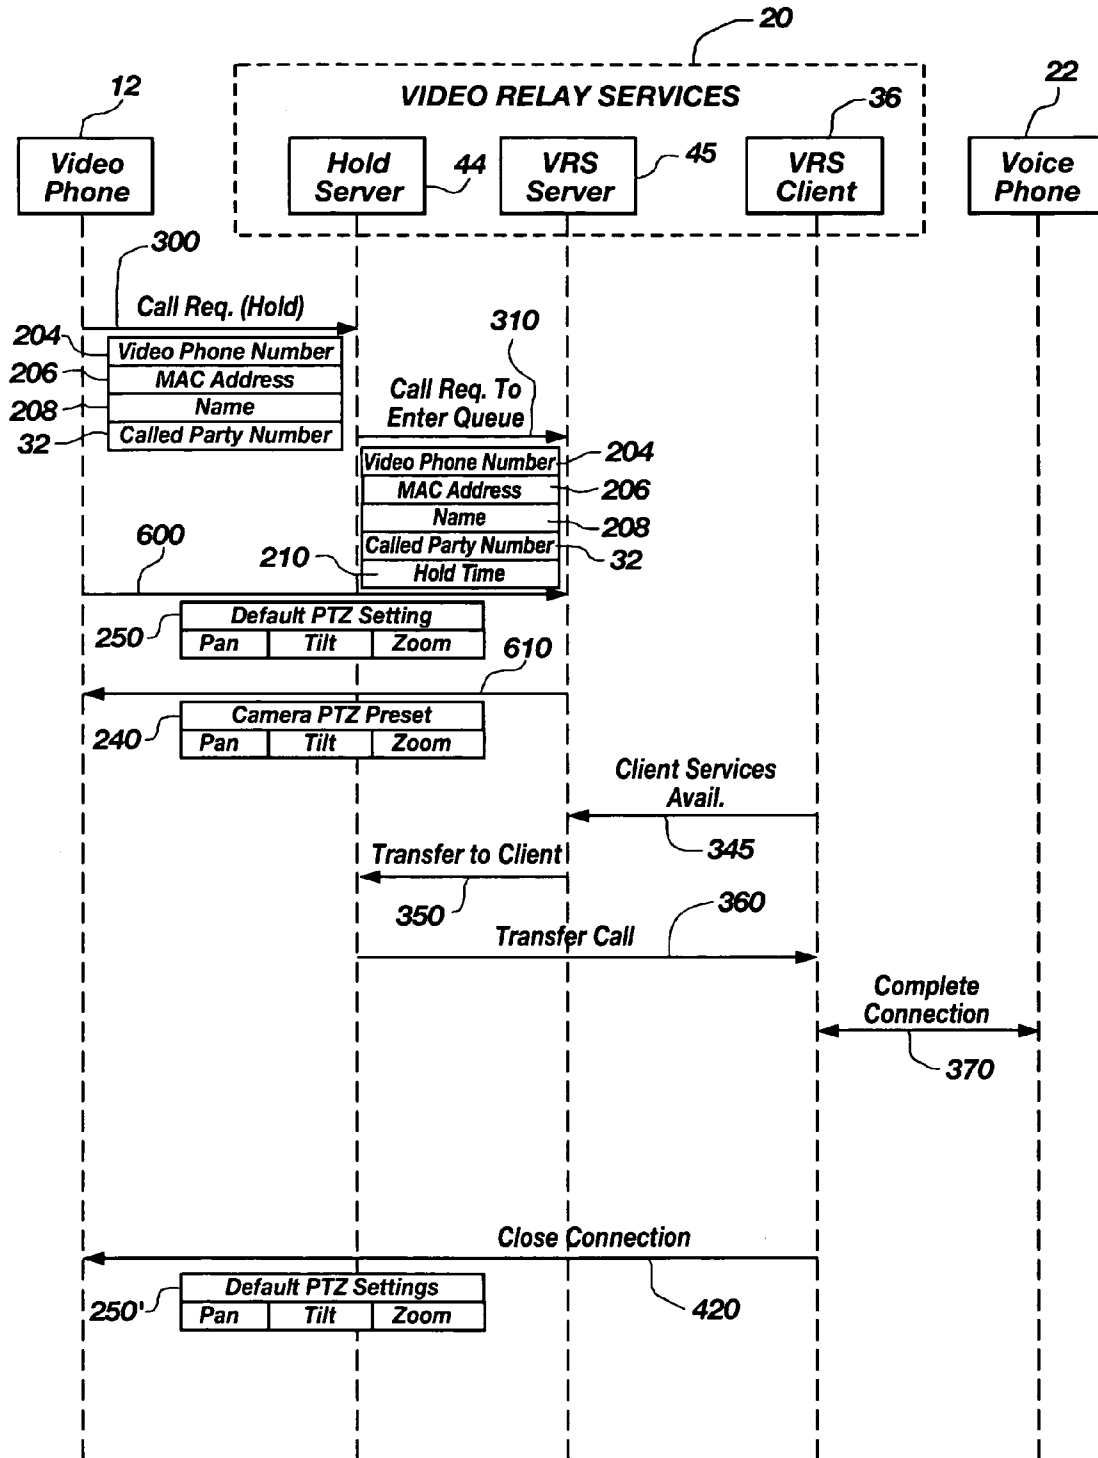 20
12
VIDEO RELAY SERVICES
36
22
Video Phone
Hold Server
44
VRS Server
45
VRS Client
Voice Phone
300
Call Req. (Hold)
310
204
Video Phone Number
206
MAC Address
208
Name
32
Called Party Number
Call Req. To
Enter Queue
Video Phone Number
204
MAC Address
206
Name
208
Called Party Number
32
210
Hold Time
600
250
Default PTZ Setting
Pan Tilt Zoom
610
240
Camera PTZ Preset
Pan Tilt Zoom
Client Services
Avail.
345
Transfer to Client
350
360
Transfer Call
Complete
Connection
370
Close Connection
420
250'
Default PTZ Settings
Pan Tilt Zoom